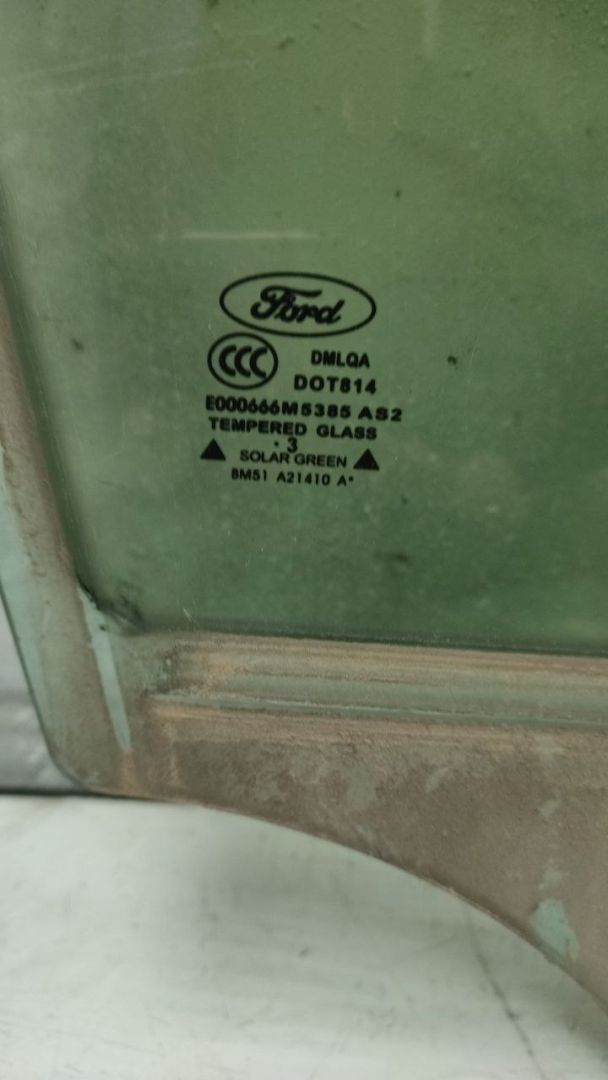 Ford
CCC DMLQA
DOT814
E000666M5385 AS2
TEMPERED GLASS
. 3
SOLAR GREEN
BM51 A21410 A*